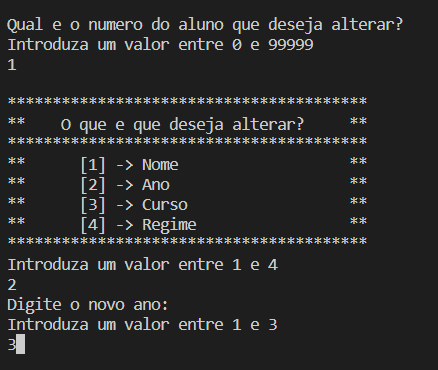 Qual e o numero do aluno que deseja alterar?
Introduza um valor entre 0 e 99999
1
****************************************
**    O que e que deseja alterar?     **
****************************************
**      [1] -> Nome                   **
**      [2] -> Ano                    **
**      [3] -> Curso                  **
**      [4] -> Regime                 **
****************************************
Introduza um valor entre 1 e 4
2
Digite o novo ano:
Introduza um valor entre 1 e 3
3